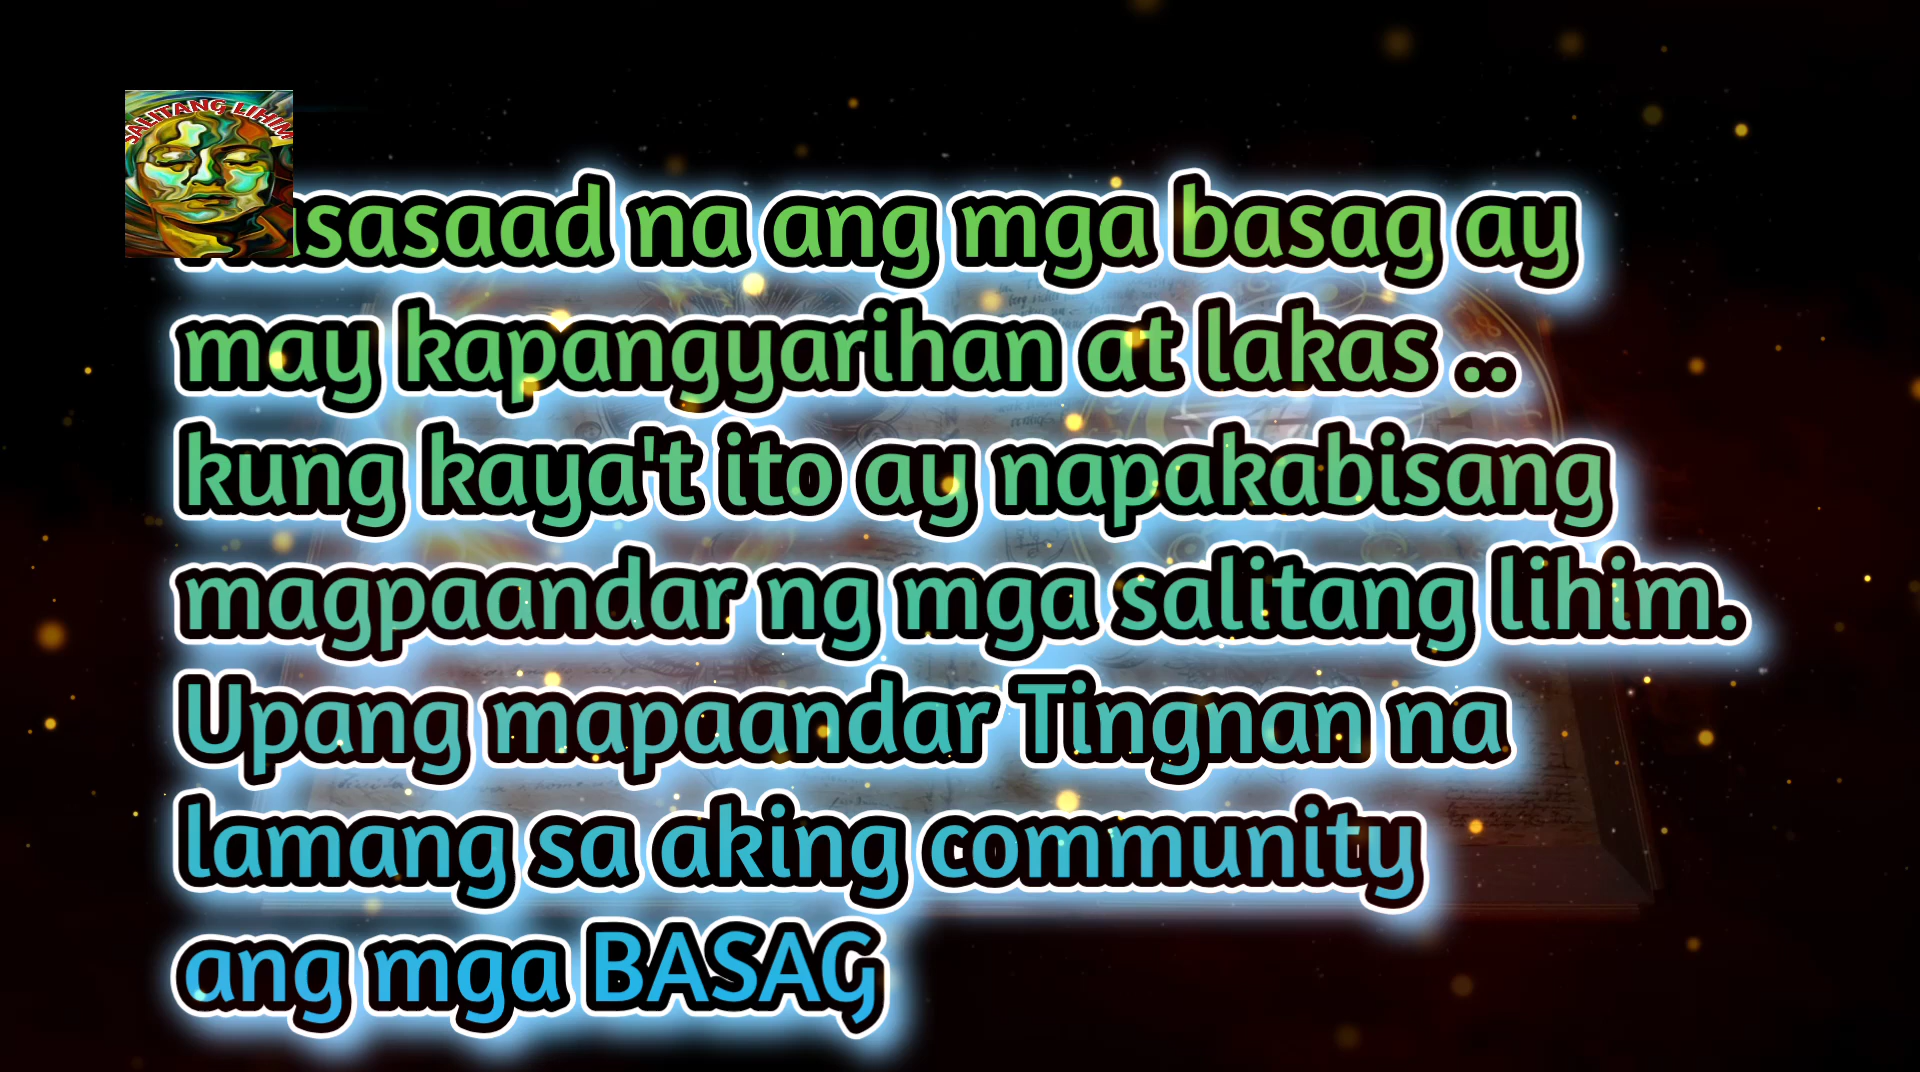 SALITANG LIHIM
na ang mga basag ay
may kapangyarihan at lakas ..
kung kaya't ito ay napakabisang
magpaandar ng mga salitang lihim.
Upang mapaandar Tingnan na
lamang sa aking community
ang mga BASAG